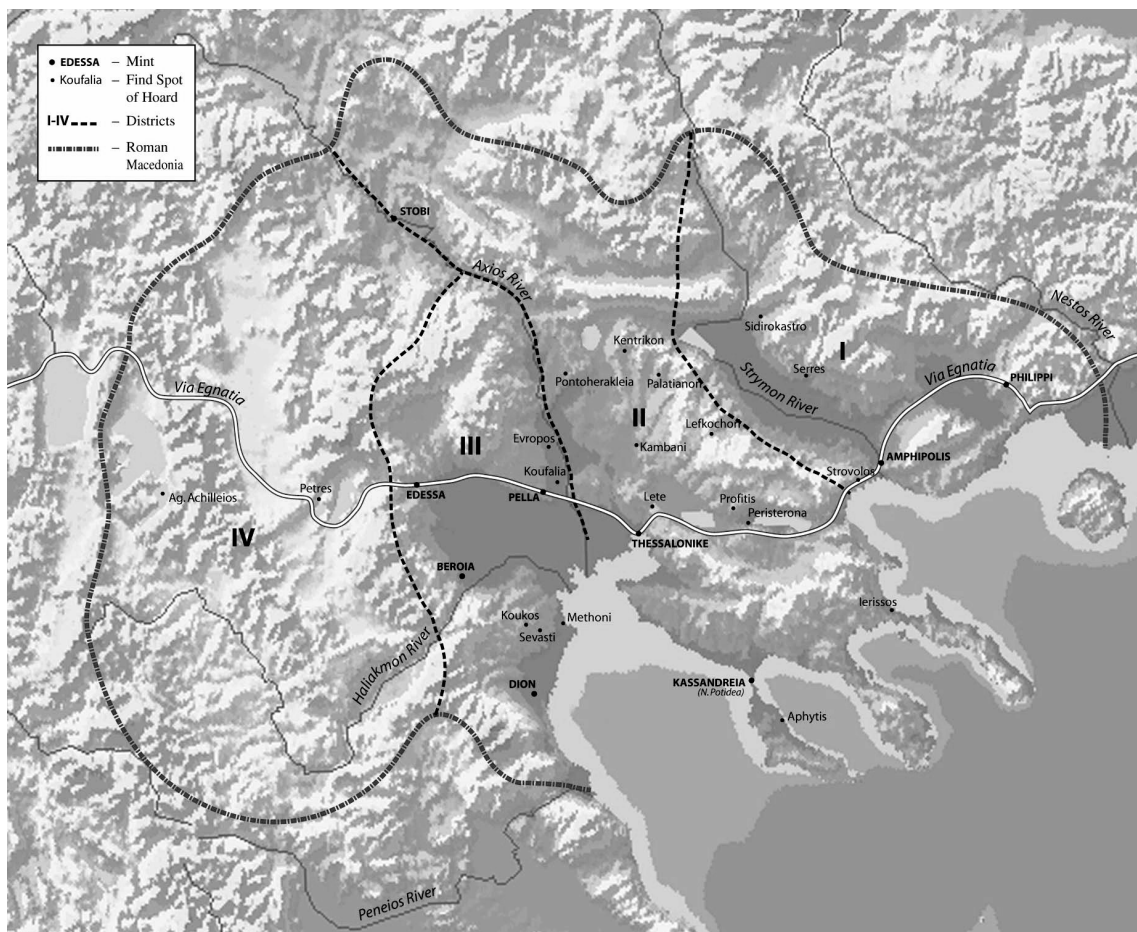 EDESSA – Mint
Koufalia – Find Spot
of Hoard
I-IV – Districts
– Roman
Macedonia
STOBI
Axios River
Nestos River
Sidirokastro
Kentrikon
I
Serres
Via Egnatia
Via Egnatia
PHILIPPI
Pontoherakleia
Palatianon
Strymon River
II
Lefkochon
III
Evropos
Kambani
AMPHIPOLIS
Koufalia
Strovolos
Petres
EDESSA
PELLA
Ag. Achilleios
Lete
Profitis
Peristerona
IV
THESSALONIKE
BEROIA
Ierissos
Koukos
Methoni
Sevasti
Haliakmon River
DION
KASSANDREIA
(N. Potidea)
Aphytis
Peneios River